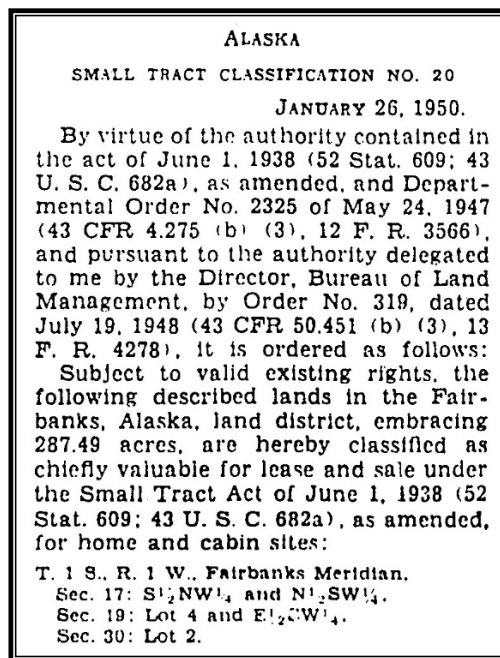 ALASKA
SMALL TRACT CLASSIFICATION NO. 20
JANUARY 26, 1950.
By virtue of the authority contained in
the act of June 1, 1938 (52 Stat. 609; 43
U. S. C. 682a), as amended, and Depart-
mental Order No. 2325 of May 24, 1947
(43 CFR 4.275 (b) (3), 12 F. R. 3566),
and pursuant to the authority delegated
to me by the Director, Bureau of Land
Management, by Order No. 319, dated
July 19, 1948 (43 CFR 50.451 (b) (3), 13
F. R. 4278), it is ordered as follows:
Subject to valid existing rights, the
following described lands in the Fair-
banks, Alaska, land district, embracing
287.49 acres, are hereby classified as
chiefly valuable for lease and sale under
the Small Tract Act of June 1, 1938 (52
Stat. 609; 43 U. S. C. 682a), as amended,
for home and cabin sites:
T. 1 S., R. 1 W., Fairbanks Meridian,
Sec. 17: S½NW¼ and N½SW¼.
Sec. 19: Lot 4 and E½SW¼.
Sec. 30: Lot 2.